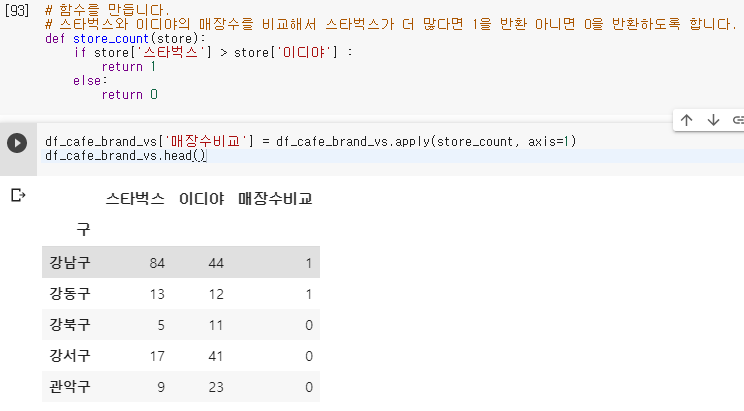 [93] # 함수를 만듭니다.
# 스타벅스와 이디야의 매장수를 비교해서 스타벅스가 더 많다면 1을 반환 아니면 0을 반환하도록 합니다.
def store_count(store):
if store['스타벅스'] > store['이디야'] :
return 1
else:
return 0
df_cafe_brand_vs['매장수비교'] = df_cafe_brand_vs.apply(store_count, axis=1)
df_cafe_brand_vs.head()
스타벅스 이디야 매장수비교
구
강남구 84 44 1
강동구 13 12 1
강북구 5 11 0
강서구 17 41 0
관악구 9 23 0